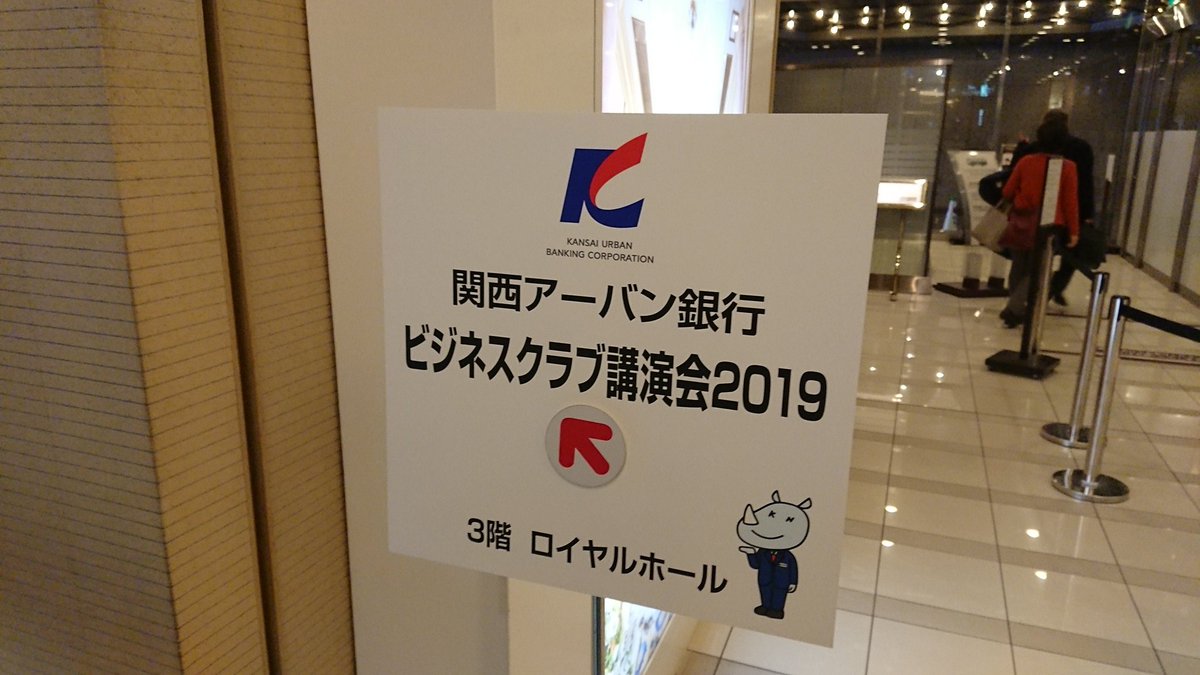 KANSAI URBAN
BANKING CORPORATION
関西アーバン銀行
ビジネスクラブ講演会2019
3階 ロイヤルホール